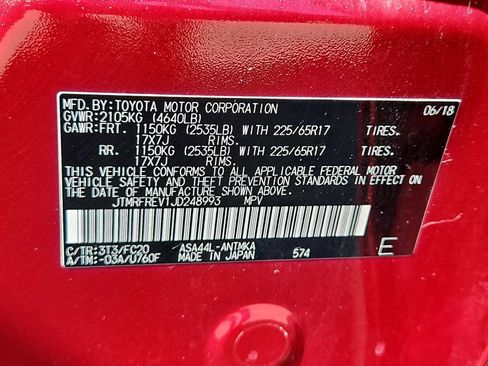 MFD.BY:TOYOTA MOTOR CORPORATION 06/18
GVWR:2105KG (4640LB)
GAWR:FRT. 1150KG (2535LB) WITH 225/65R17 TIRES.
17X7J RIMS.
RR. 1150KG (2535LB) WITH 225/65R17 TIRES.
17X7J RIMS.
THIS VEHICLE CONFORMS TO ALL APPLICABLE FEDERAL MOTOR
VEHICLE SAFETY AND THEFT PREVENTION STANDARDS IN EFFECT ON
THE DATE OF MANUFACTURE SHOWN ABOVE.
JTMRFREV1JD248993 MPV
C/TR:3T3/FC20 ASA44L-ANTMKA
A/TM:-03A/U760F MADE IN JAPAN 574 E